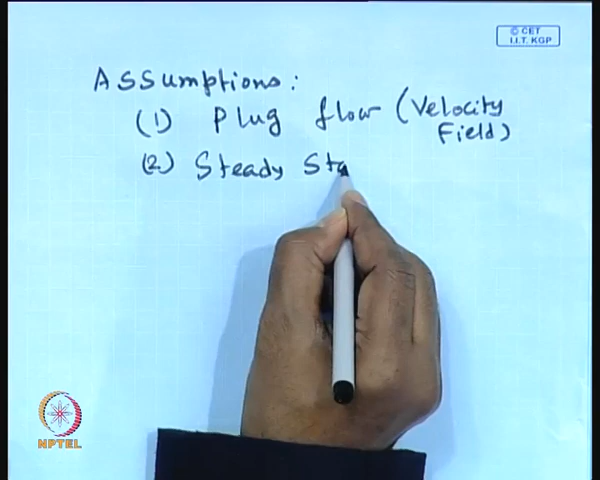 © CET
I.I.T. KGP
Assumptions:
(1) Plug flow (Velocity
Field)
(2) Steady Sta
NPTEL